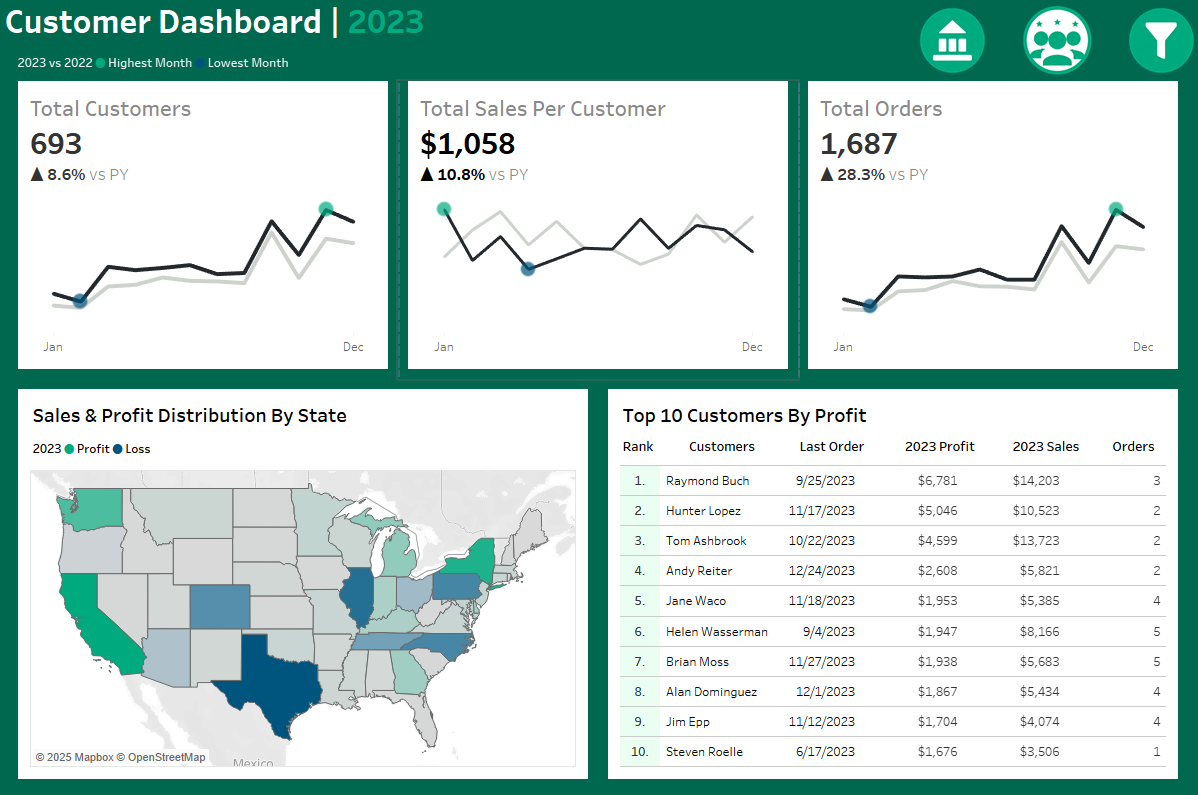 Customer Dashboard | 2023
2023 vs 2022 Highest Month Lowest Month
Total Customers
693
▲ 8.6% vs PY
Jan Dec
Total Sales Per Customer
$1,058
▲ 10.8% vs PY
Jan Dec
Total Orders
1,687
▲ 28.3% vs PY
Jan Dec
Sales & Profit Distribution By State
2023 Profit Loss
© 2025 Mapbox © OpenStreetMap
Mexico
Top 10 Customers By Profit
Rank Customers Last Order 2023 Profit 2023 Sales Orders
1. Raymond Buch 9/25/2023 $6,781 $14,203 3
2. Hunter Lopez 11/17/2023 $5,046 $10,523 2
3. Tom Ashbrook 10/22/2023 $4,599 $13,723 2
4. Andy Reiter 12/24/2023 $2,608 $5,821 2
5. Jane Waco 11/18/2023 $1,953 $5,385 4
6. Helen Wasserman 9/4/2023 $1,947 $8,166 5
7. Brian Moss 11/27/2023 $1,938 $5,683 5
8. Alan Dominguez 12/1/2023 $1,867 $5,434 4
9. Jim Epp 11/12/2023 $1,704 $4,074 4
10. Steven Roelle 6/17/2023 $1,676 $3,506 1